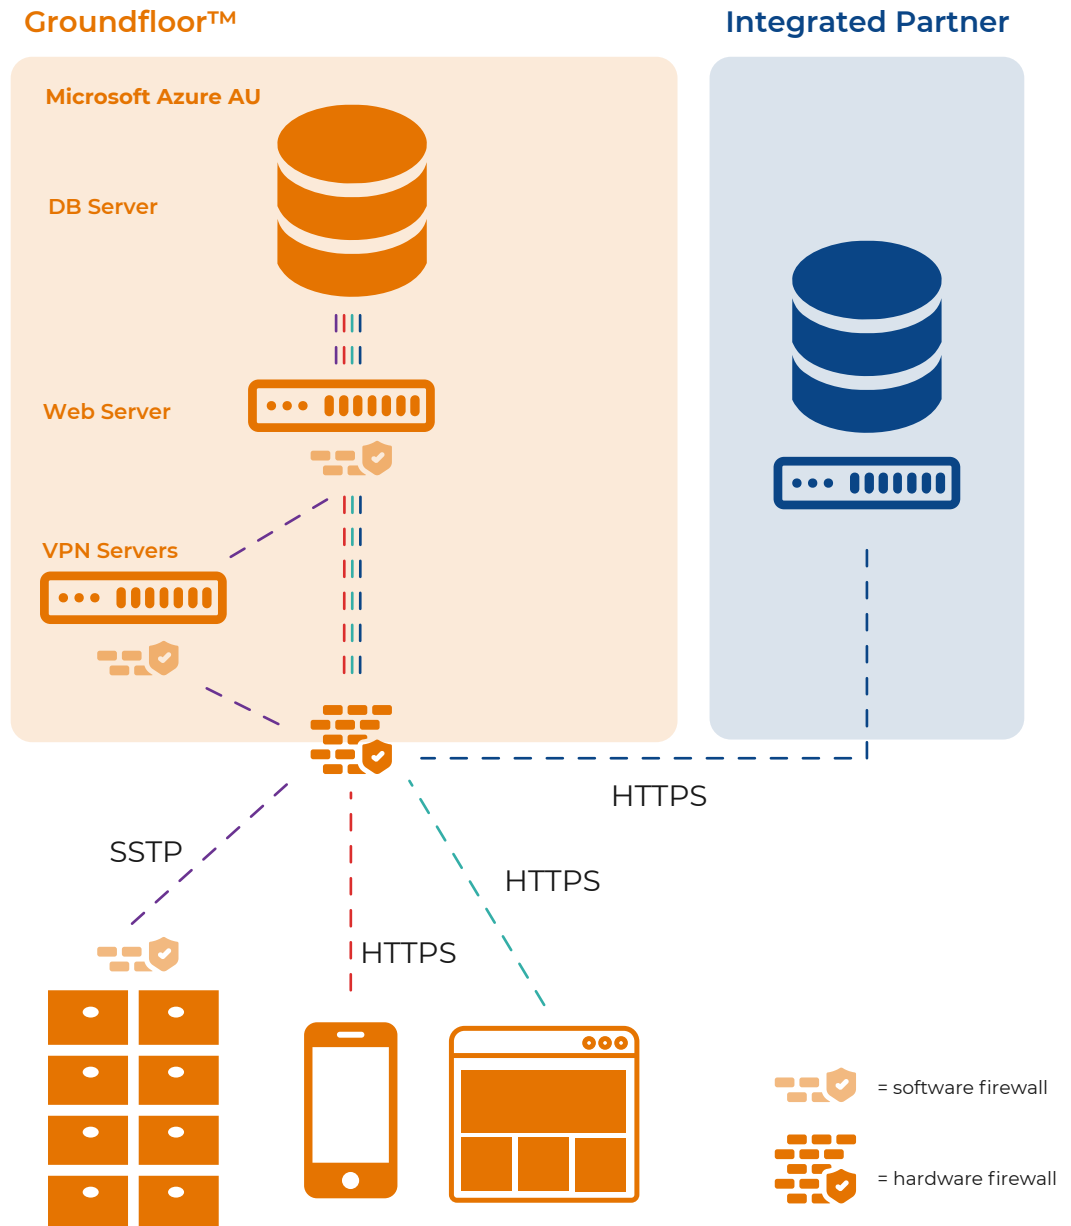 Groundfloor™
Integrated Partner
Microsoft Azure AU
DB Server
Web Server
VPN Servers
HTTPS
SSTP
HTTPS
HTTPS
= software firewall
= hardware firewall